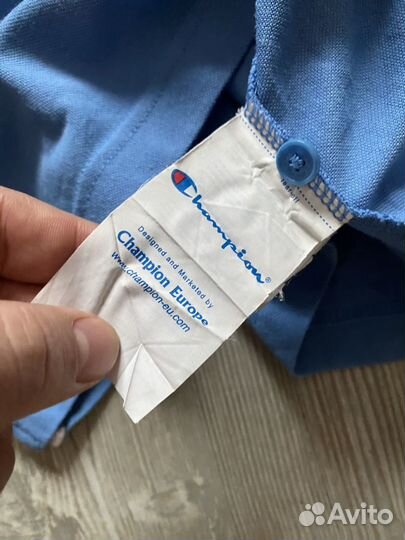 Champion®
Designed and Marketed by
Champion Europe
www.champion-eu.com
Avito